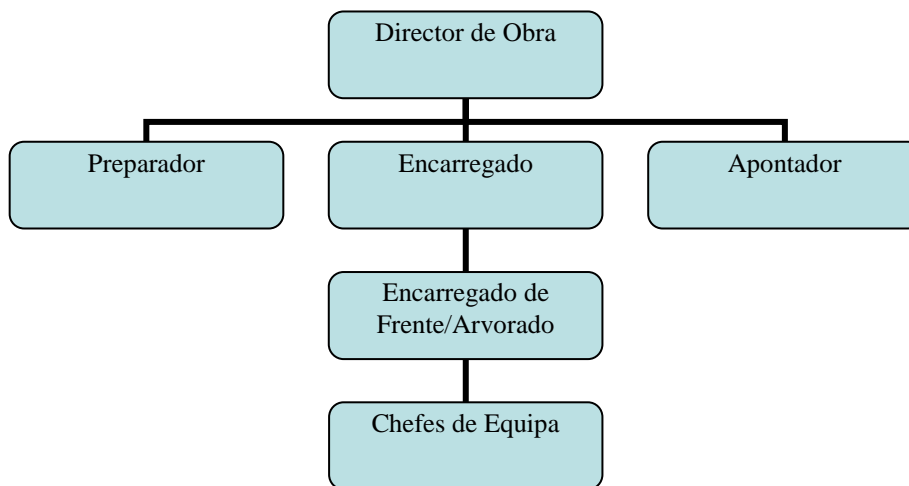 Director de Obra
Preparador
Encarregado
Apontador
Encarregado de
Frente/Arvorado
Chefes de Equipa